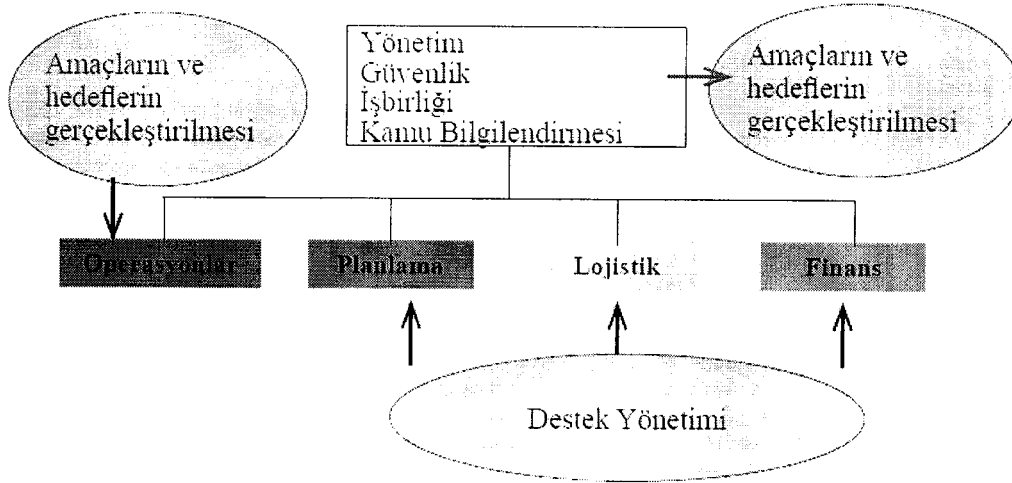 Amaçların ve
hedeflerin
gerçekleştirilmesi
Yönetim
Güvenlik
İşbirliği
Kamu Bilgilendirmesi
Amaçların ve
hedeflerin
gerçekleştirilmesi
Operasyonlar
Planlama
Lojistik
Finans
Destek Yönetimi